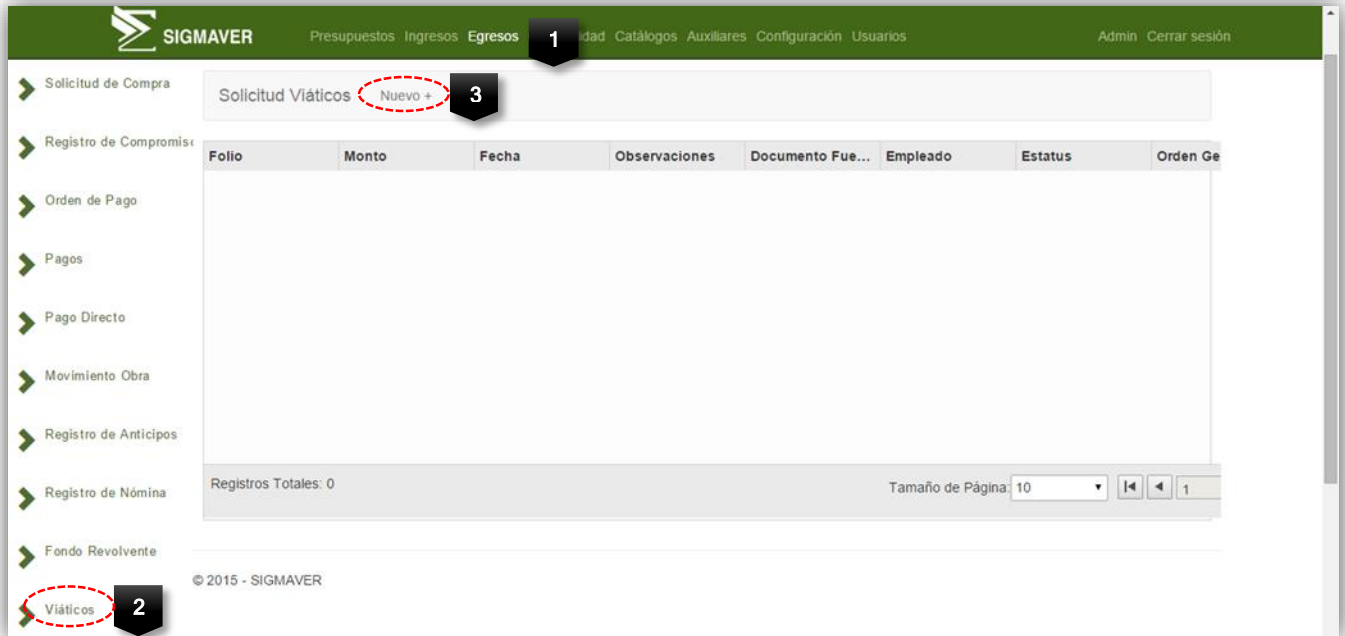 SIGMAVER Presupuestos Ingresos Egresos 1 idad Catálogos Auxiliares Configuración Usuarios Admin Cerrar sesión
Solicitud de Compra
Solicitud Viáticos Nuevo + 3
Registro de Compromis
Folio Monto Fecha Observaciones Documento Fue... Empleado Estatus Orden Ge
Orden de Pago
Pagos
Pago Directo
Movimiento Obra
Registro de Anticipos
Registros Totales: 0 Tamaño de Página: 10 1
Registro de Nómina
Fondo Revolvente
© 2015 - SIGMAVER
Viáticos 2